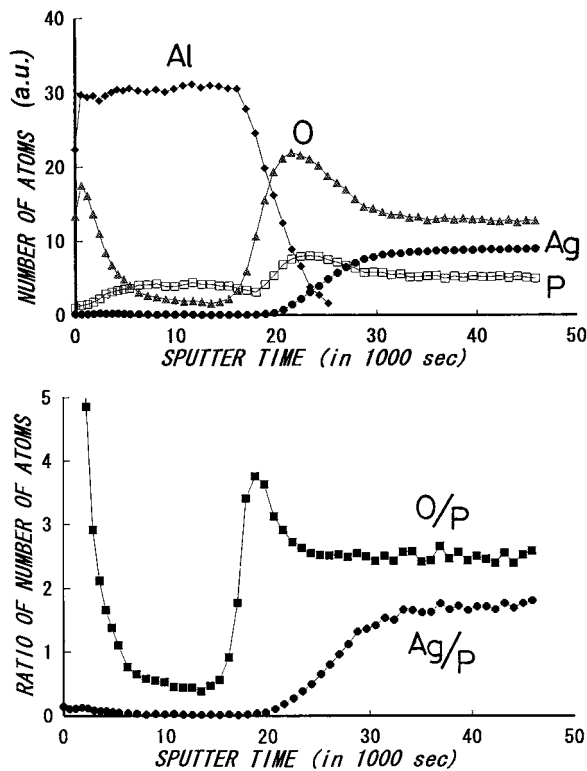 40
30
20
10
0
NUMBER OF ATOMS (a.u.)
Al
O
Ag
P
0 10 20 30 40 50
SPUTTER TIME (in 1000 sec)
5
4
3
2
1
0
RATIO OF NUMBER OF ATOMS
O/P
Ag/P
0 10 20 30 40 50
SPUTTER TIME (in 1000 sec)